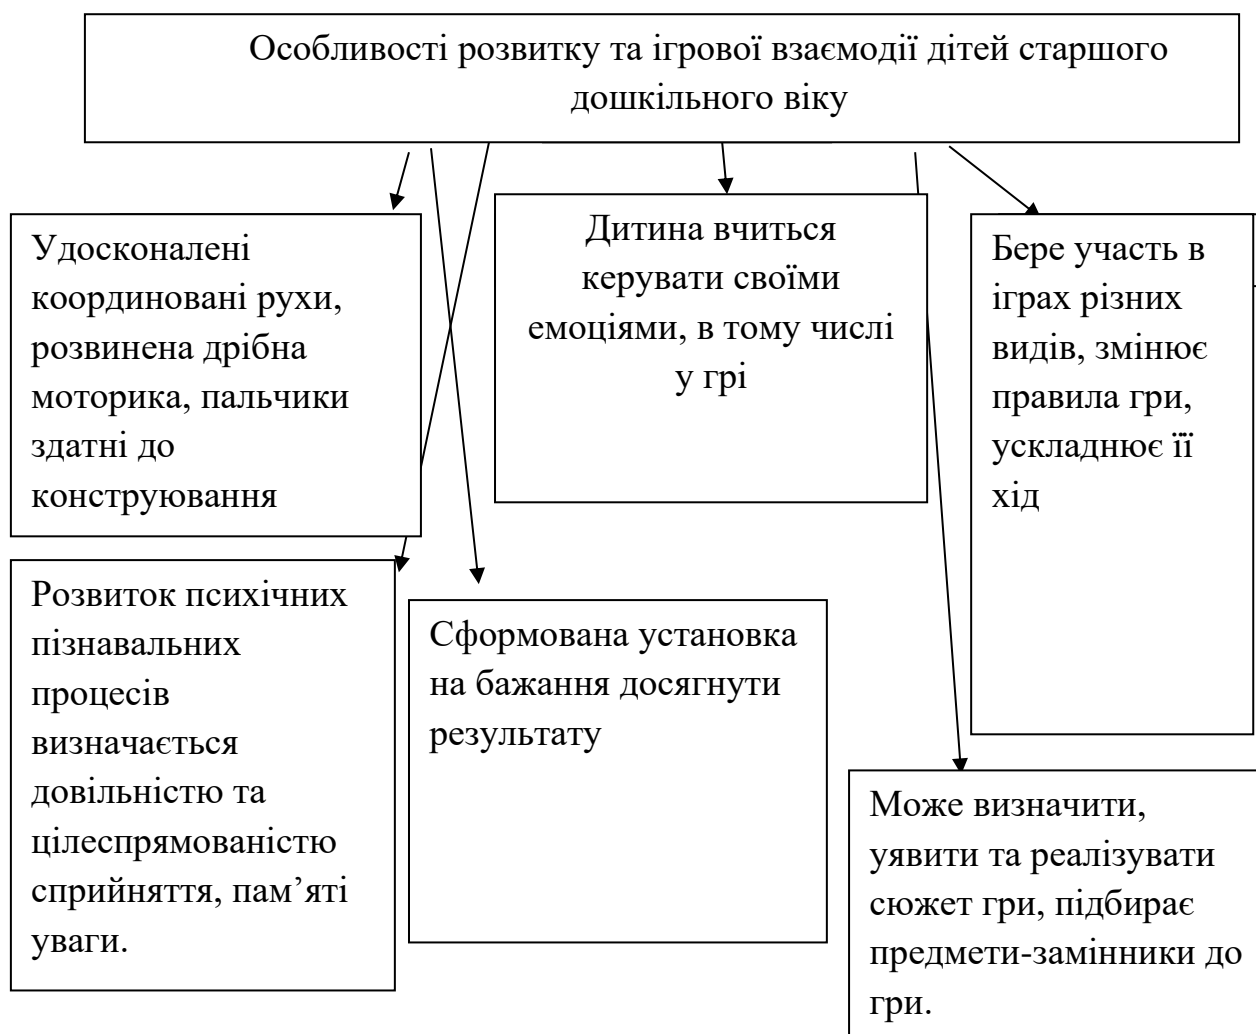 Особливості розвитку та ігрової взаємодії дітей старшого
дошкільного віку
Удосконалені
координовані рухи,
розвинена дрібна
моторика, пальчики
здатні до
конструювання
Дитина вчиться
керувати своїми
емоціями, в тому числі
у грі
Бере участь в
іграх різних
видів, змінює
правила гри,
ускладнює її
хід
Розвиток психічних
пізнавальних
процесів
визначається
довільністю та
цілеспрямованістю
сприйняття, пам’яті
уваги.
Сформована установка
на бажання досягнути
результату
Може визначити,
уявити та реалізувати
сюжет гри, підбирає
предмети-замінники до
гри.